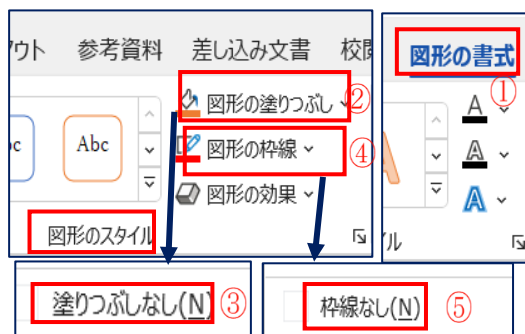 アウト 参考資料 差し込み文書 校閲
図形の書式
①
図形の塗りつぶし
②
A
bc
Abc
図形の枠線
④
A
図形の効果
A
図形のスタイル
イル
塗りつぶしなし(N)
③
枠線なし(N)
⑤